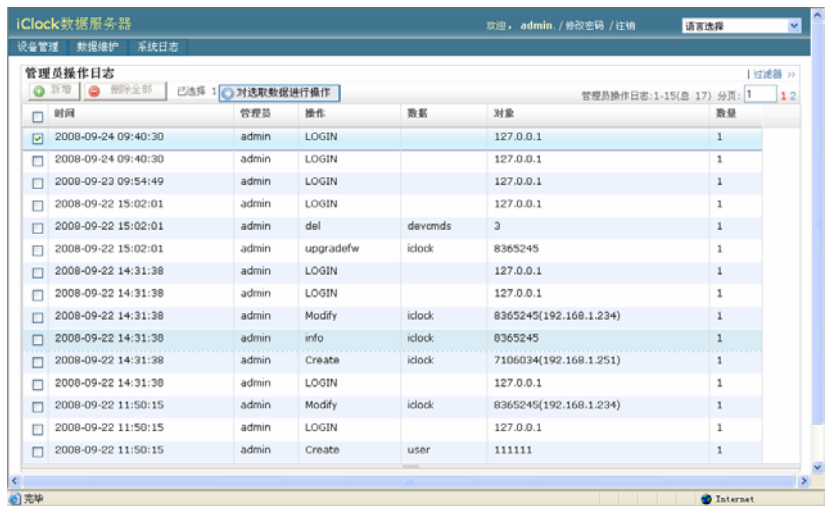 iClock数据服务器 欢迎, admin. /修改密码 /注销 语言选择
设备管理 数据维护 系统日志
管理员操作日志 | 过滤器 »
新增 删除全部 已选择 1 对选取数据进行操作 管理员操作日志:1-15(总 17) 分页: 1 1 2
时间 管理员 操作 数据 对象 数量
2008-09-24 09:40:30 admin LOGIN 127.0.0.1 1
2008-09-24 09:40:30 admin LOGIN 127.0.0.1 1
2008-09-23 09:54:49 admin LOGIN 127.0.0.1 1
2008-09-22 15:02:01 admin LOGIN 127.0.0.1 1
2008-09-22 15:02:01 admin del devcmds 3 1
2008-09-22 15:02:01 admin upgradefw iclock 8365245 1
2008-09-22 14:31:38 admin LOGIN 127.0.0.1 1
2008-09-22 14:31:38 admin LOGIN 127.0.0.1 1
2008-09-22 14:31:38 admin Modify iclock 8365245(192.168.1.234) 1
2008-09-22 14:31:38 admin info iclock 8365245 1
2008-09-22 14:31:38 admin Create iclock 7106034(192.168.1.251) 1
2008-09-22 14:31:38 admin LOGIN 127.0.0.1 1
2008-09-22 11:50:15 admin Modify iclock 8365245(192.168.1.234) 1
2008-09-22 11:50:15 admin LOGIN 127.0.0.1 1
2008-09-22 11:50:15 admin Create user 111111 1
完毕 Internet